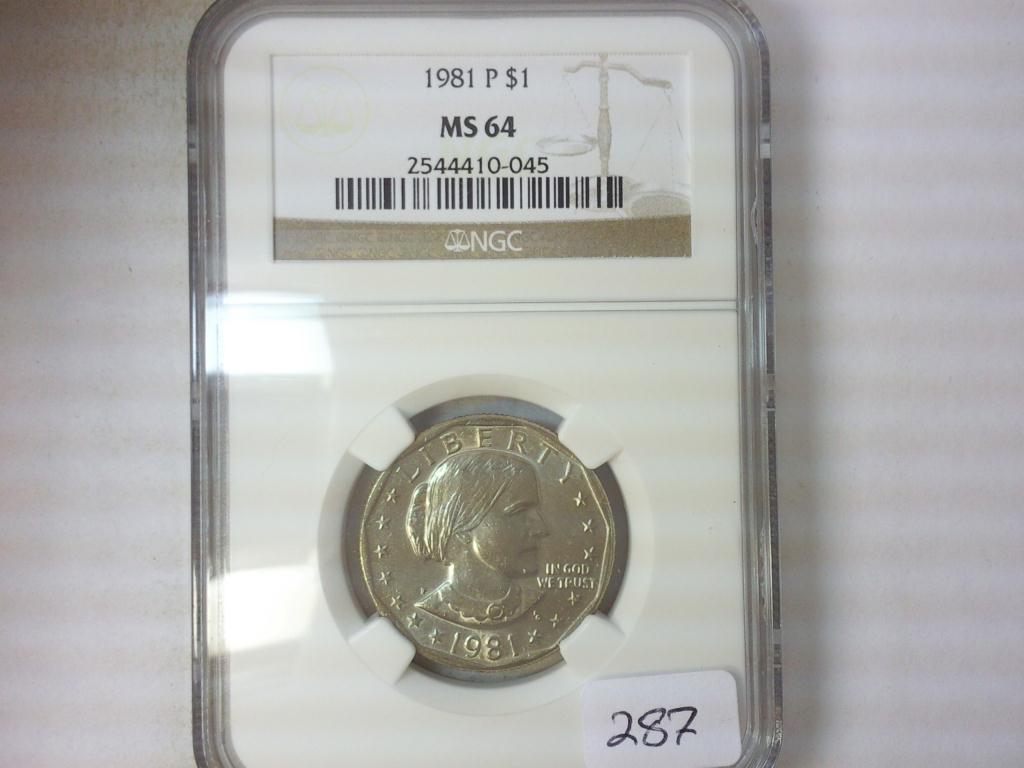 1981 P $1
MS 64
2544410-045
NGC
LIBERTY
IN GOD
WE TRUST
1981
287